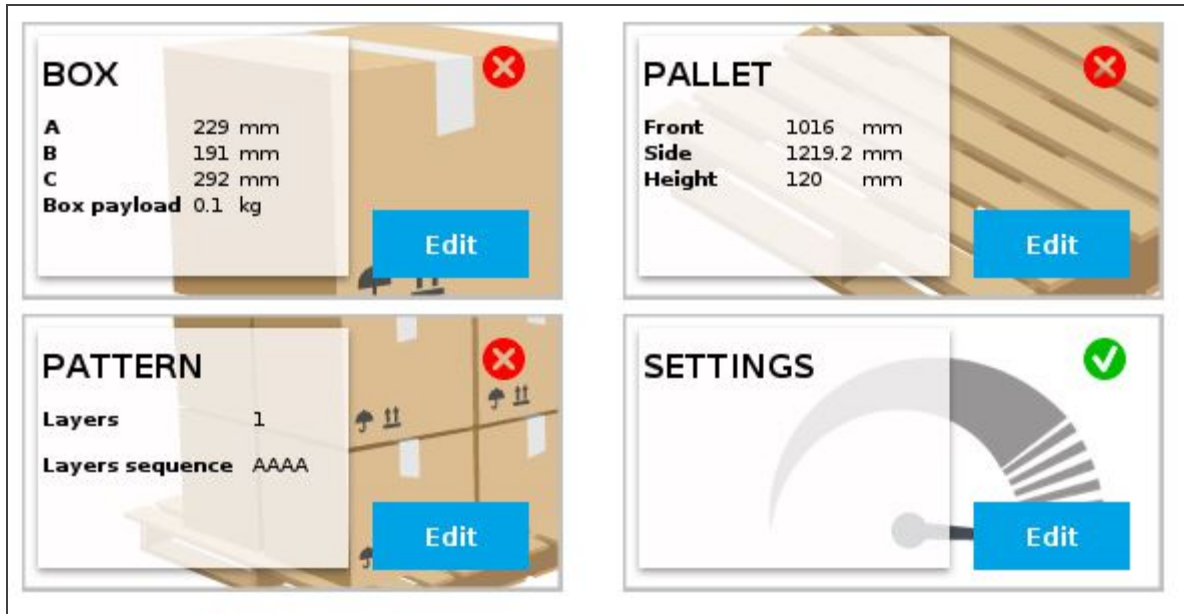 BOX
A 229 mm
B 191 mm
C 292 mm
Box payload 0.1 kg
Edit
PALLET
Front 1016 mm
Side 1219.2 mm
Height 120 mm
Edit
PATTERN
Layers 1
Layers sequence AAAA
Edit
SETTINGS
Edit